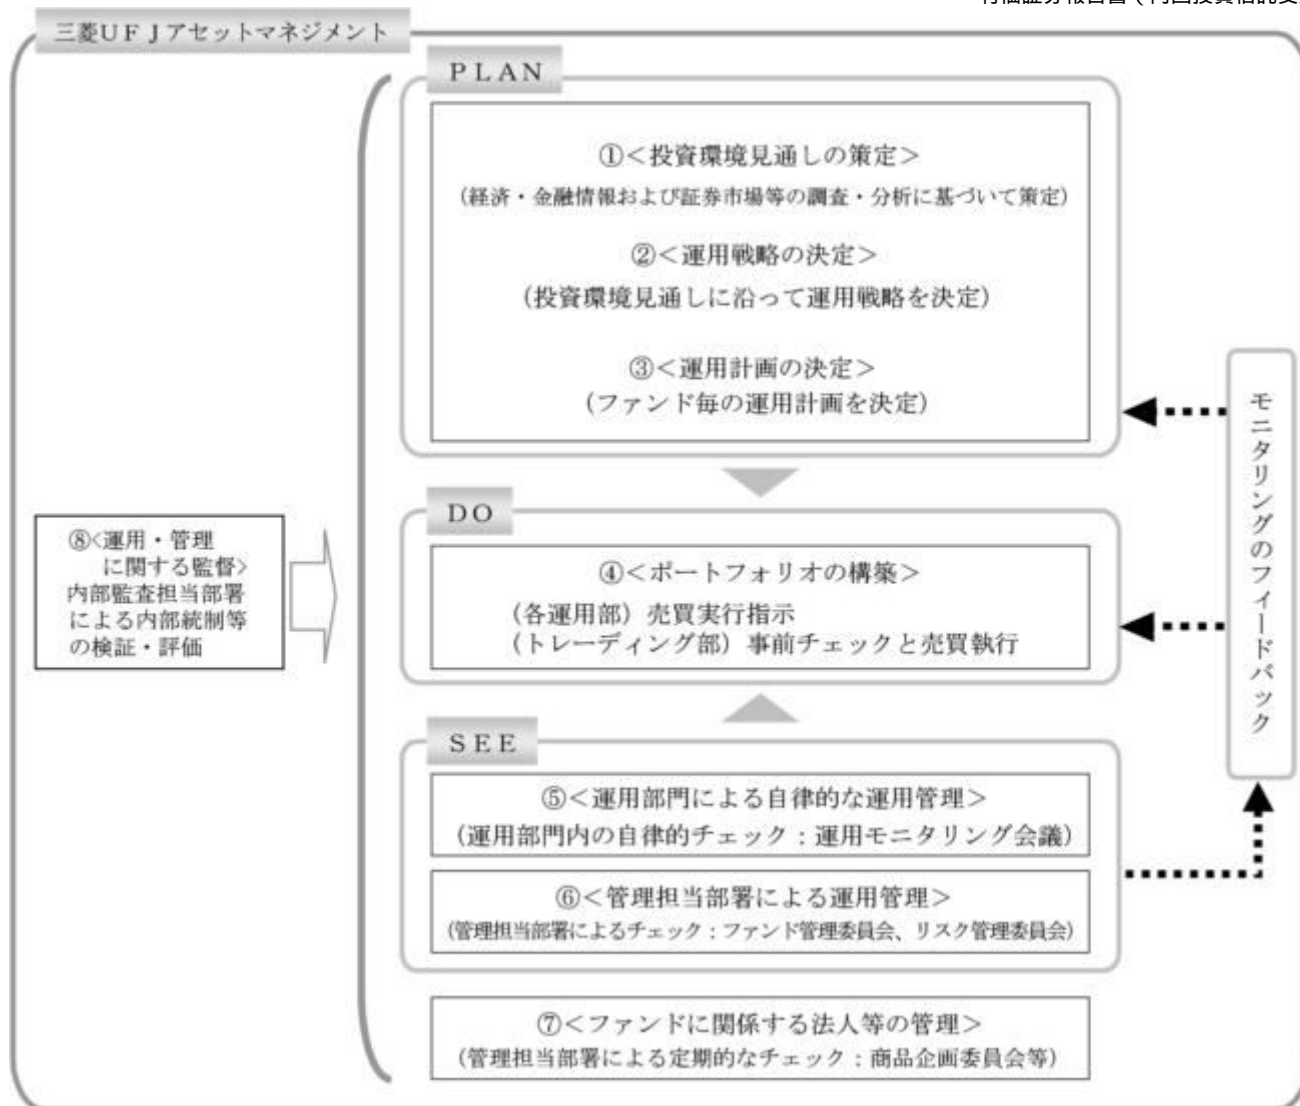 三菱ＵＦＪアセットマネジメント
ＰＬＡＮ
①＜投資環境見通しの策定＞
(経済・金融情報および証券市場等の調査・分析に基づいて策定)
②＜運用戦略の決定＞
(投資環境見通しに沿って運用戦略を決定)
③＜運用計画の決定＞
(ファンド毎の運用計画を決定)
ＤＯ
④＜ポートフォリオの構築＞
(各運用部）売買実行指示
(トレーディング部）事前チェックと売買執行
ＳＥＥ
⑤＜運用部門による自律的な運用管理＞
(運用部門内の自律的チェック：運用モニタリング会議)
⑥＜管理担当部署による運用管理＞
(管理担当部署によるチェック：ファンド管理委員会、リスク管理委員会)
⑦＜ファンドに関係する法人等の管理＞
(管理担当部署による定期的なチェック：商品企画委員会等)
⑧<運用・管理
に関する監督>
内部監査担当部署
による内部統制等
の検証・評価
モニタリングのフィードバック